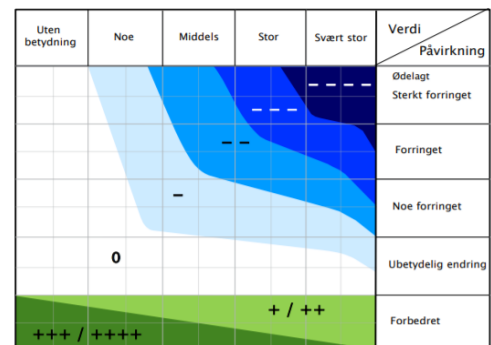 Uten
betydning
Noe
Middels
Stor
Svært stor
Verdi
Påvirkning
Ødelagt
Sterkt forringet
– – – –
– – –
– –
Forringet
–
Noe forringet
0
Ubetydelig endring
+ / ++
Forbedret
+++ / ++++